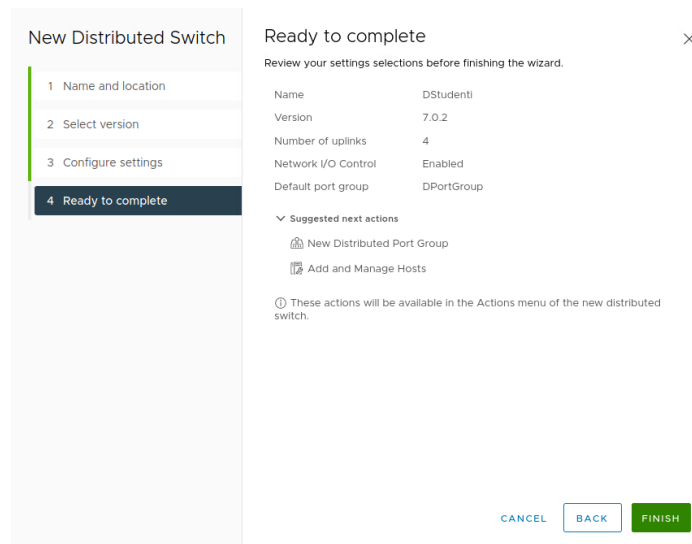 New Distributed Switch
1 Name and location
2 Select version
3 Configure settings
4 Ready to complete
Ready to complete
Review your settings selections before finishing the wizard.
Name DStudenti
Version 7.0.2
Number of uplinks 4
Network I/O Control Enabled
Default port group DPortGroup
Suggested next actions
New Distributed Port Group
Add and Manage Hosts
These actions will be available in the Actions menu of the new distributed
switch.
CANCEL BACK FINISH